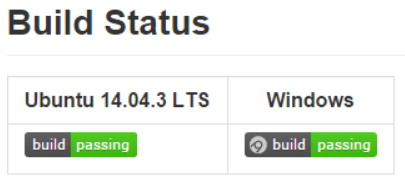 Build Status
Ubuntu 14.04.3 LTS Windows
build passing build passing